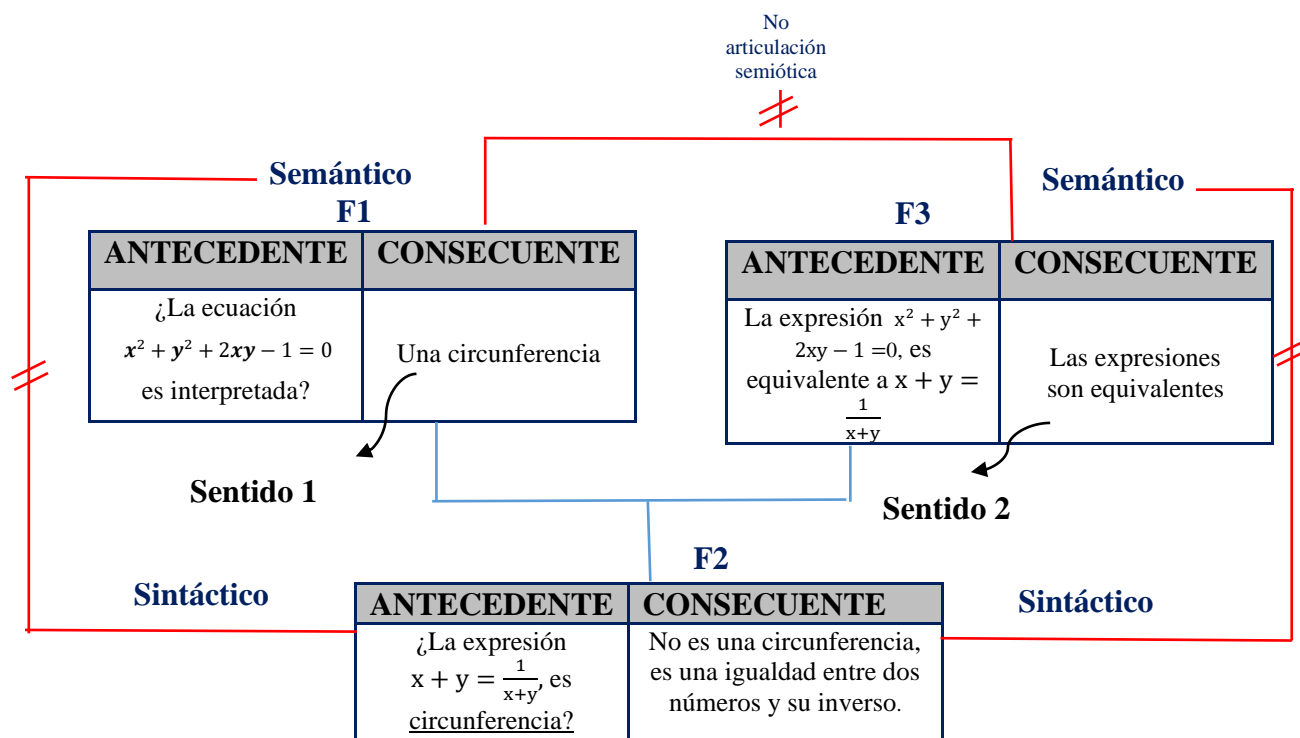 No
articulación
semiótica
Semántico
F1
ANTECEDENTE CONSECUENTE
¿La ecuación
x² + y² + 2xy − 1 = 0
es interpretada?
Una circunferencia
Sentido 1
Semántico
F3
ANTECEDENTE CONSECUENTE
La expresión x² + y² +
2xy − 1 =0, es
equivalente a x + y =
1
x+y
Las expresiones
son equivalentes
Sentido 2
F2
Sintáctico
Sintáctico
ANTECEDENTE CONSECUENTE
¿La expresión
x + y = 1/x+y, es
circunferencia?
No es una circunferencia,
es una igualdad entre dos
números y su inverso.